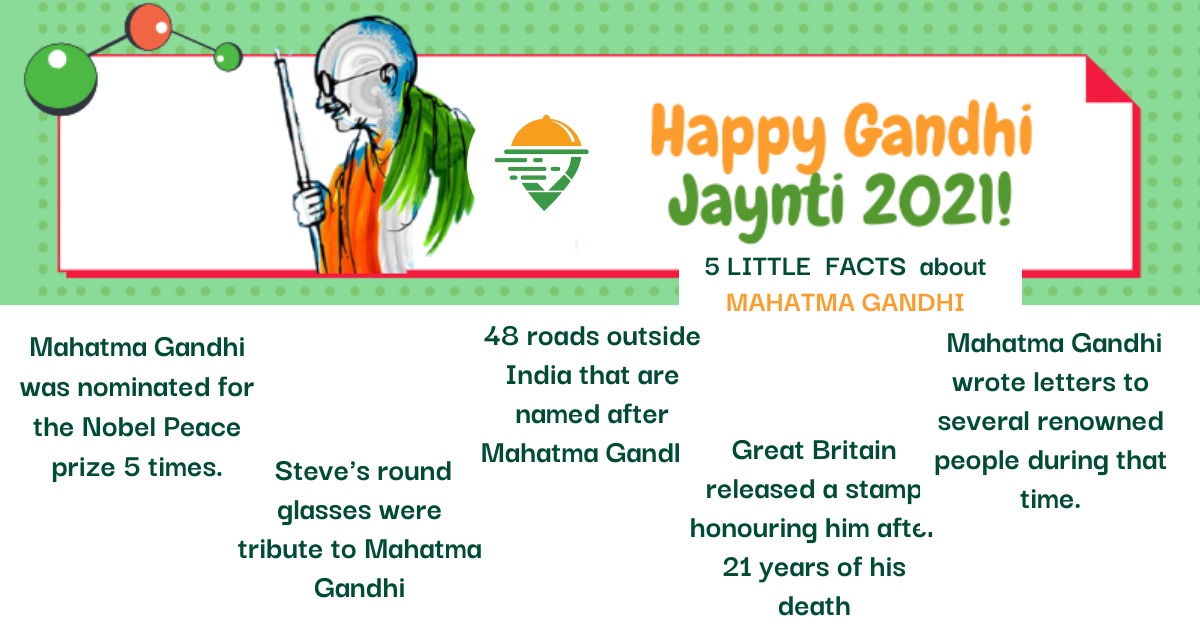 Happy Gandhi
Jaynti 2021!
5 LITTLE FACTS about
MAHATMA GANDHI
Mahatma Gandhi
was nominated for
the Nobel Peace
prize 5 times.
Steve's round
glasses were
tribute to Mahatma
Gandhi
48 roads outside
India that are
named after
Mahatma Gandl
Great Britain
released a stamp
honouring him after
21 years of his
death
Mahatma Gandhi
wrote letters to
several renowned
people during that
time.